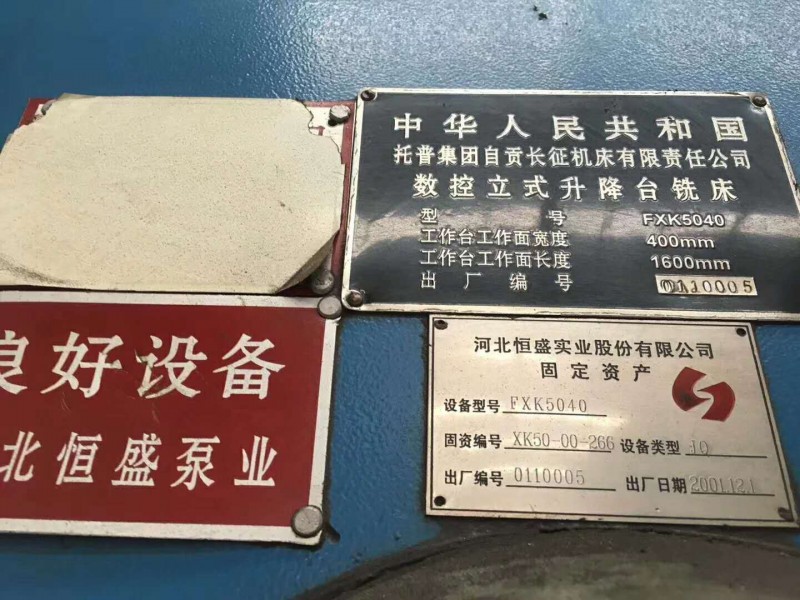 中华人民共和国
托普集团自贡长征机床有限责任公司
数控立式升降台铣床
型号 FXK5040
工作台工作面宽度 400mm
工作台工作面长度 1600mm
出厂编号 0110005
良好设备
北恒盛泵业
河北恒盛实业股份有限公司
固定资产
设备型号 FXK5040
固资编号 XK50-00-266 设备类型 JD
出厂编号 0110005 出厂日期 2001.12.1